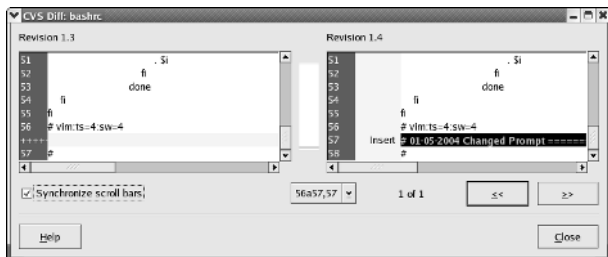 CVS Diff: bashrc
Revision 1.3
Revision 1.4
51 . $i
52 fi
53 done
54 fi
55 fi
56 # vim:ts=4:sw=4
++++
57 #
51 . $i
52 fi
53 done
54 fi
55 fi
56 # vim:ts=4:sw=4
57 Insert # 01-05-2004 Changed Prompt ======
58 #
Synchronize scroll bars
56a57,57
1 of 1
<<
>>
Help
Close